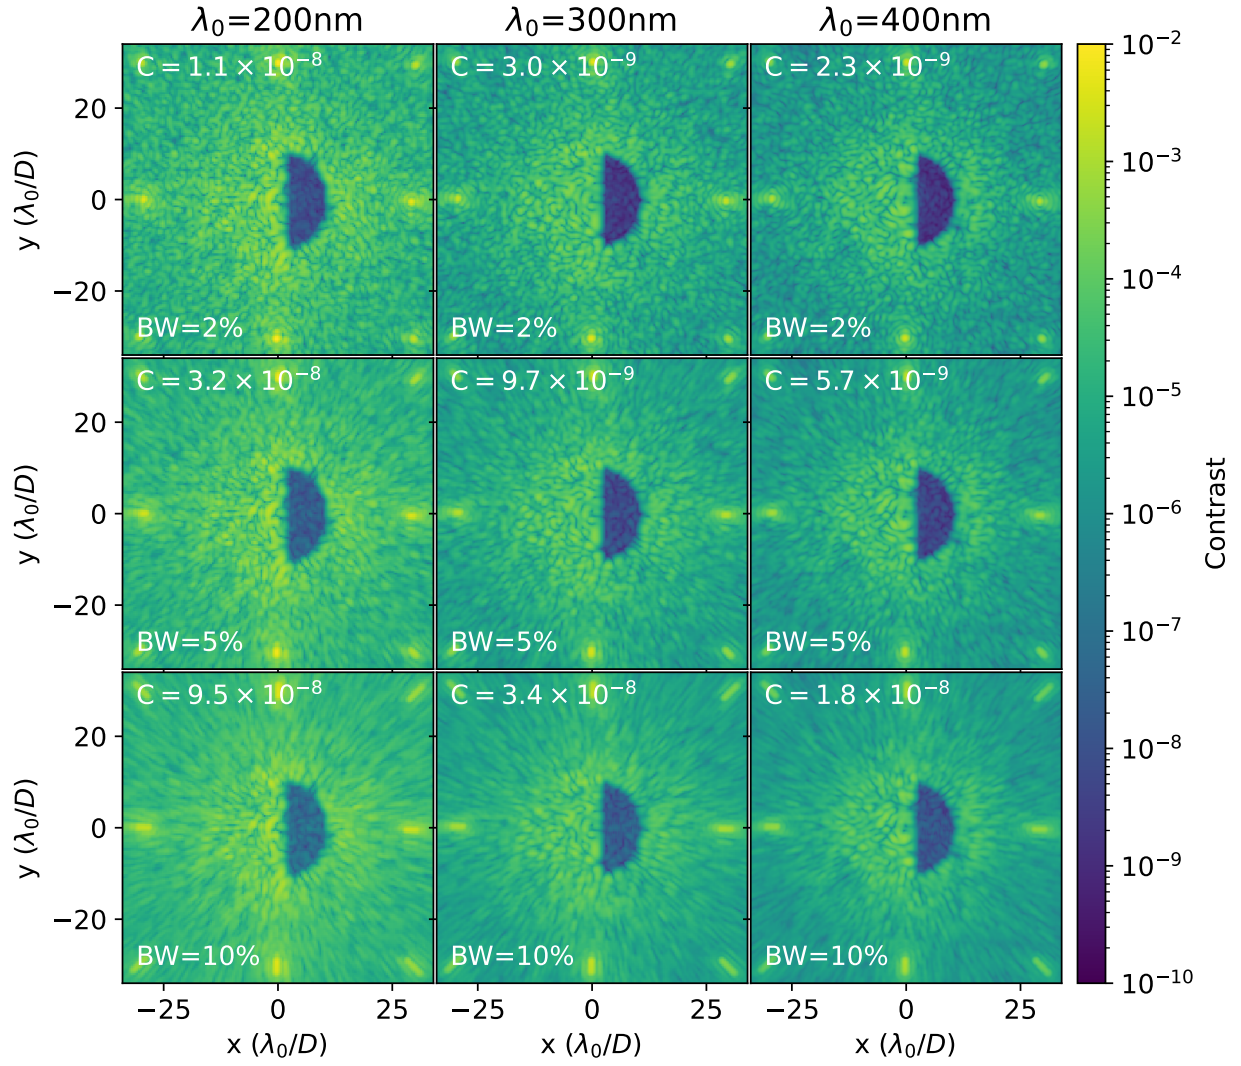 λ₀=200nm λ₀=300nm λ₀=400nm
C = 1.1 × 10⁻⁸ C = 3.0 × 10⁻⁹ C = 2.3 × 10⁻⁹
BW=2% BW=2% BW=2%
20
0
−20
y (λ₀/D)
C = 3.2 × 10⁻⁸ C = 9.7 × 10⁻⁹ C = 5.7 × 10⁻⁹
BW=5% BW=5% BW=5%
20
0
−20
y (λ₀/D)
C = 9.5 × 10⁻⁸ C = 3.4 × 10⁻⁸ C = 1.8 × 10⁻⁸
BW=10% BW=10% BW=10%
20
0
−20
y (λ₀/D)
−25 0 25 −25 0 25 −25 0 25
x (λ₀/D) x (λ₀/D) x (λ₀/D)
10⁻²
10⁻³
10⁻⁴
10⁻⁵
10⁻⁶
10⁻⁷
10⁻⁸
10⁻⁹
10⁻¹⁰
Contrast